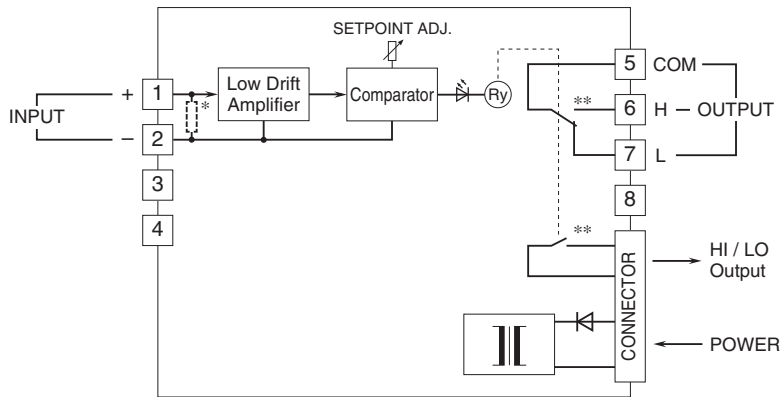 SETPOINT ADJ.
INPUT
+
1
*
Low Drift
Amplifier
Comparator
Ry
5 COM
**
6 H OUTPUT
− 2
7 L
3
8
4
**
CONNECTOR
HI / LO
Output
POWER